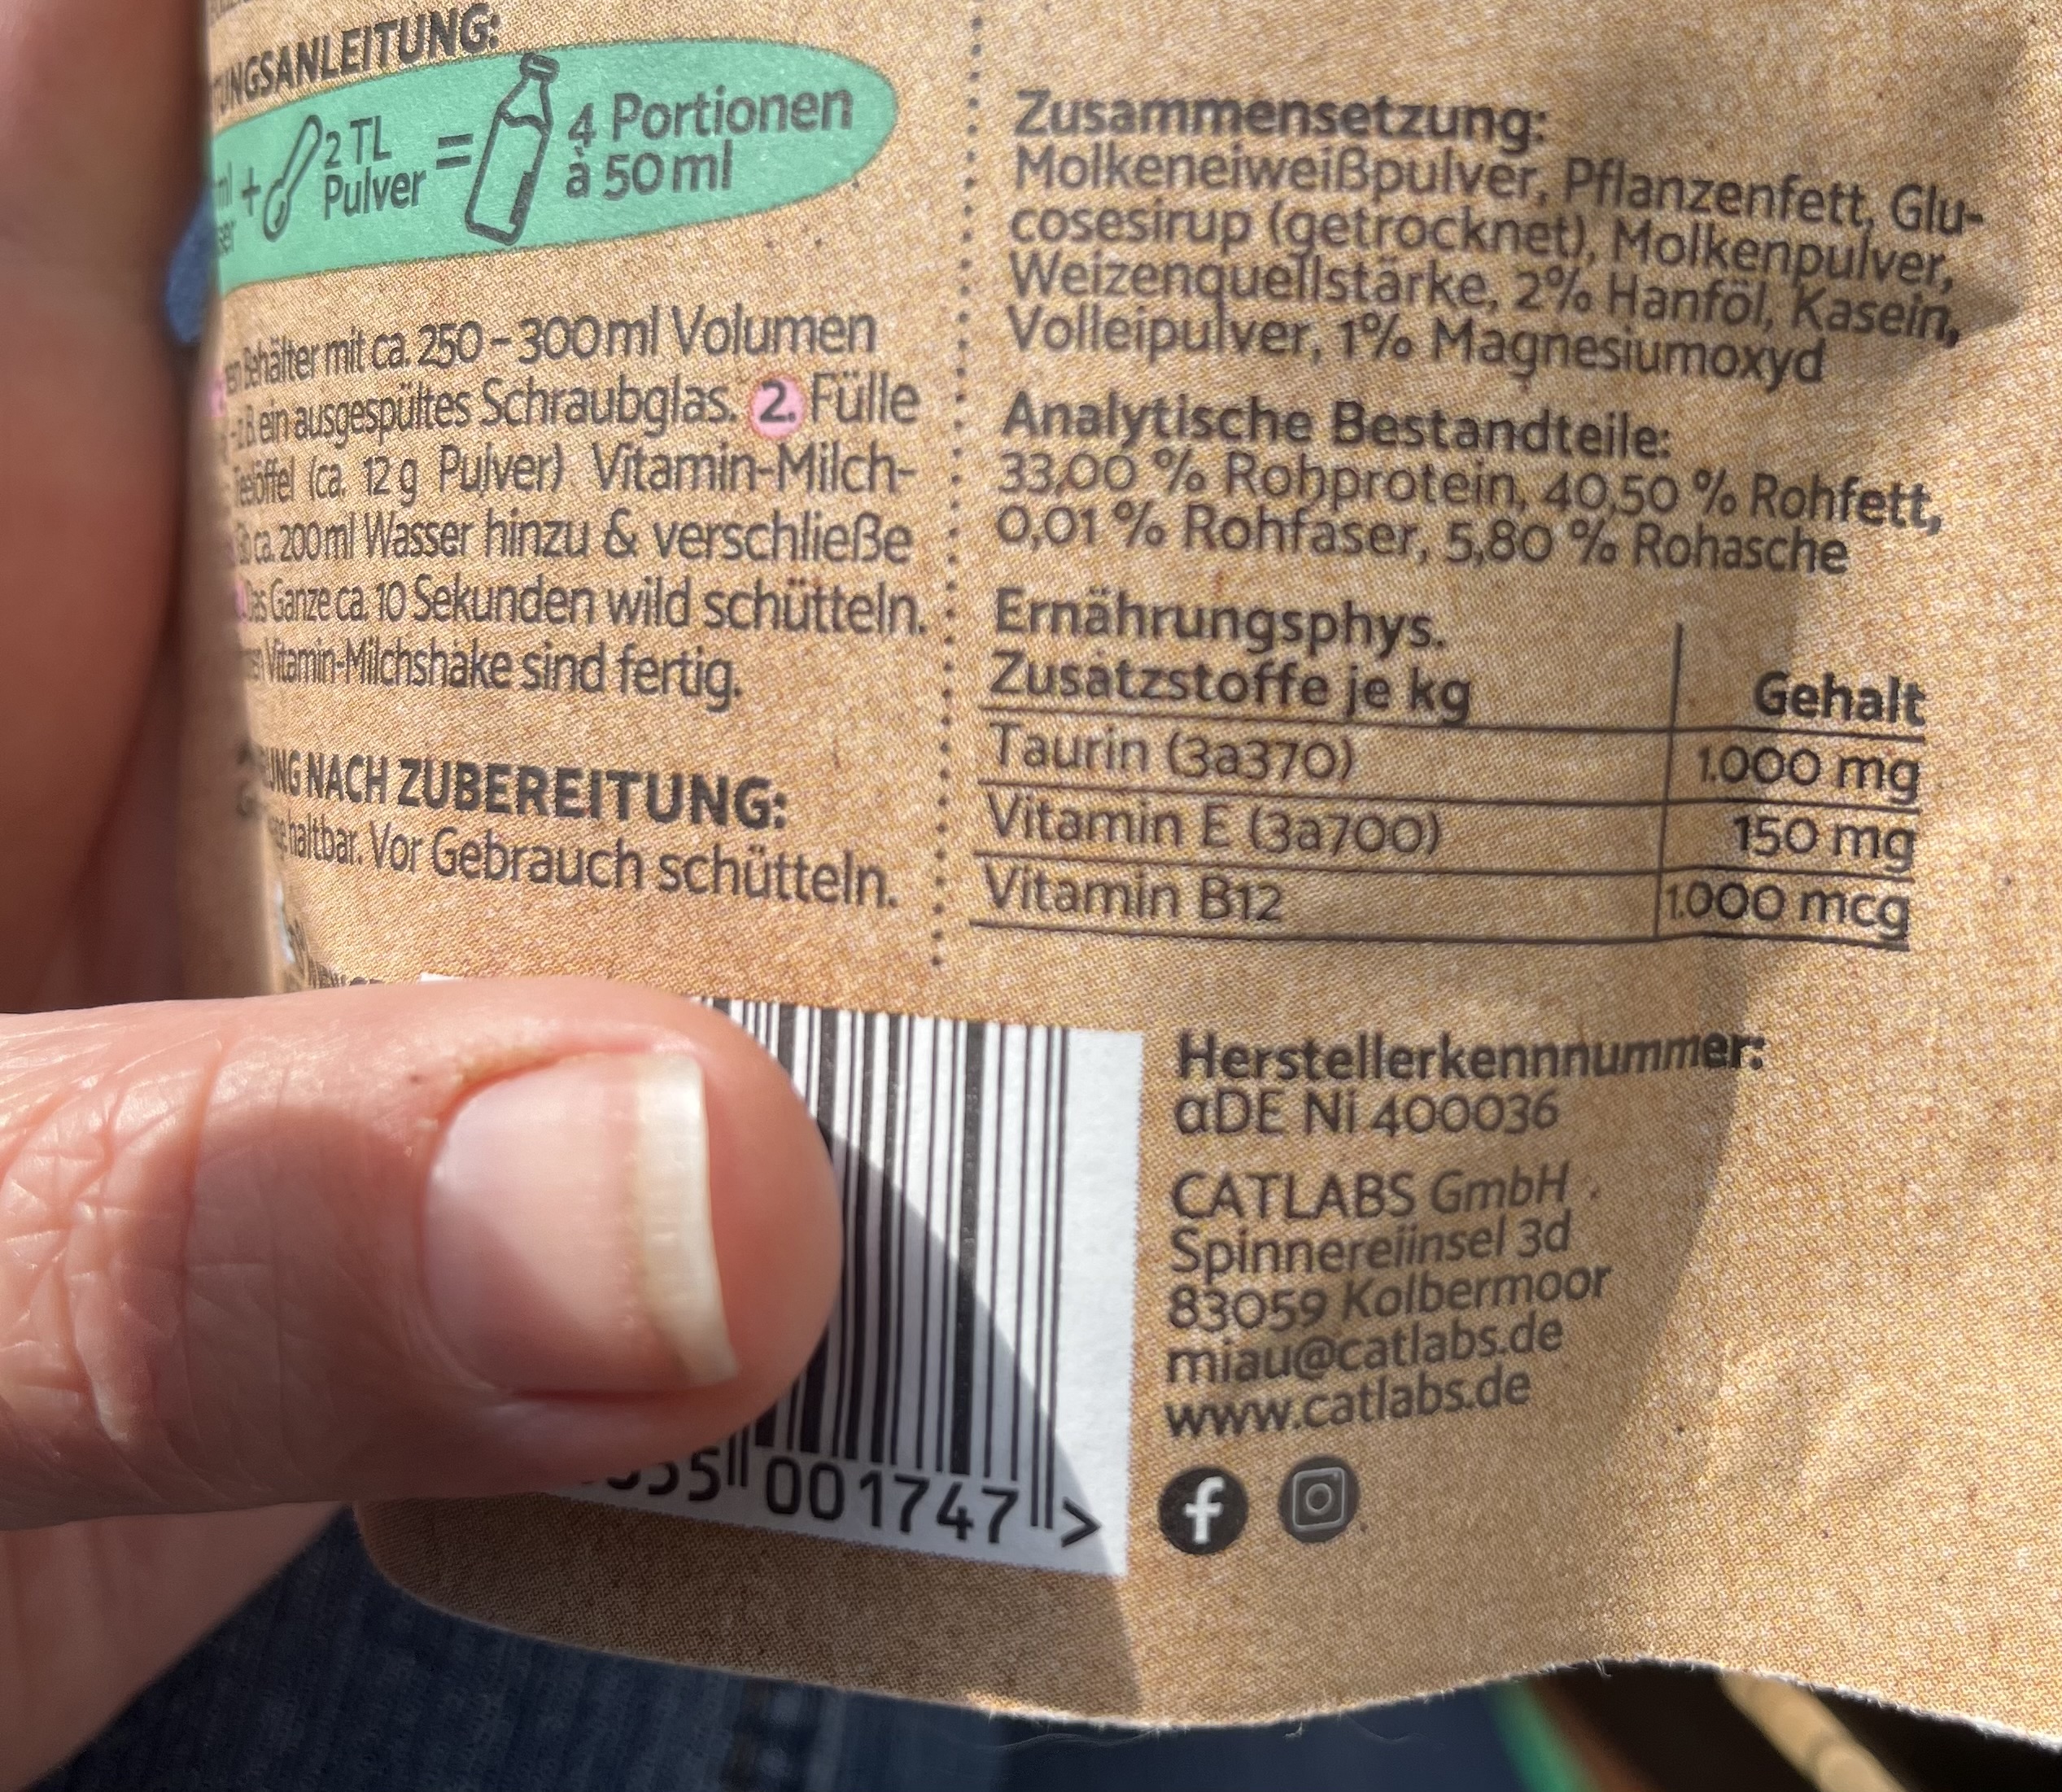 TUNGSANLEITUNG:
ml + 2 TL Pulver = 4 Portionen à 50 ml
Behälter mit ca. 250 – 300 ml Volumen
ein ausgespültes Schraubglas. 2. Fülle
(ca. 12 g Pulver) Vitamin-Milch-
ca. 200 ml Wasser hinzu & verschließe
Das Ganze ca. 10 Sekunden wild schütteln.
Vitamin-Milchshake sind fertig.
NACH ZUBEREITUNG:
haltbar. Vor Gebrauch schütteln.
001747 >
Zusammensetzung:
Molkeneiweißpulver, Pflanzenfett, Glu-
cosesirup (getrocknet), Molkenpulver,
Weizenquellstärke, 2% Hanföl, Kasein,
Volleipulver, 1% Magnesiumoxyd
Analytische Bestandteile:
33,00 % Rohprotein, 40,50 % Rohfett,
0,01 % Rohfaser, 5,80 % Rohasche
Ernährungsphys.
Zusatzstoffe je kg Gehalt
Taurin (3a370) 1.000 mg
Vitamin E (3a700) 150 mg
Vitamin B12 1.000 mcg
Herstellerkennnummer:
αDE Ni 400036
CATLABS GmbH
Spinnereiinsel 3d
83059 Kolbermoor
miau@catlabs.de
www.catlabs.de